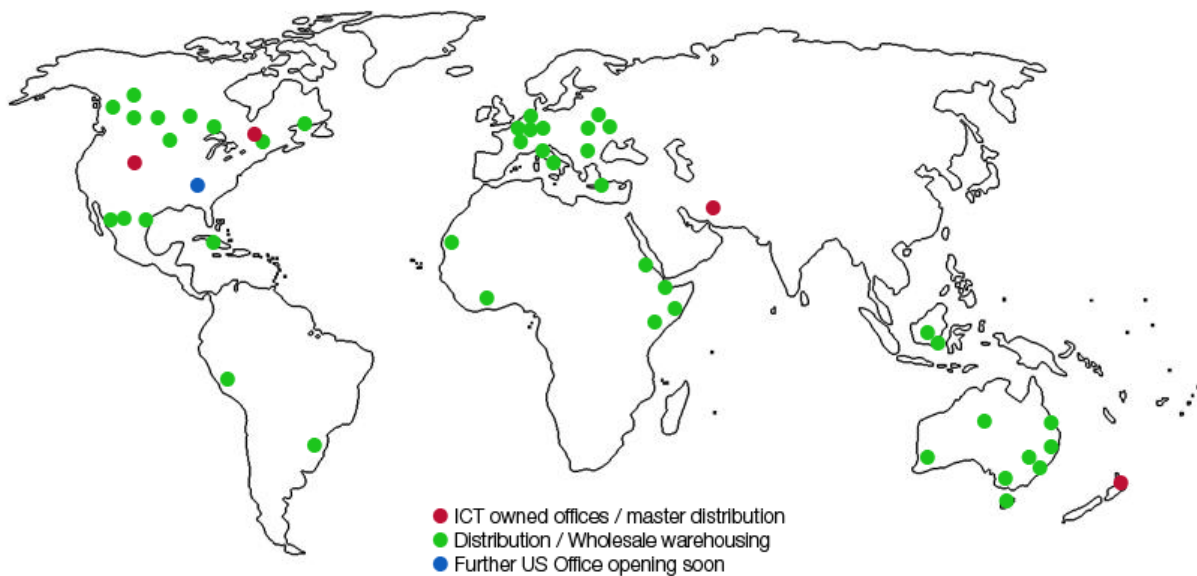 ICT owned offices / master distribution
Distribution / Wholesale warehousing
Further US Office opening soon